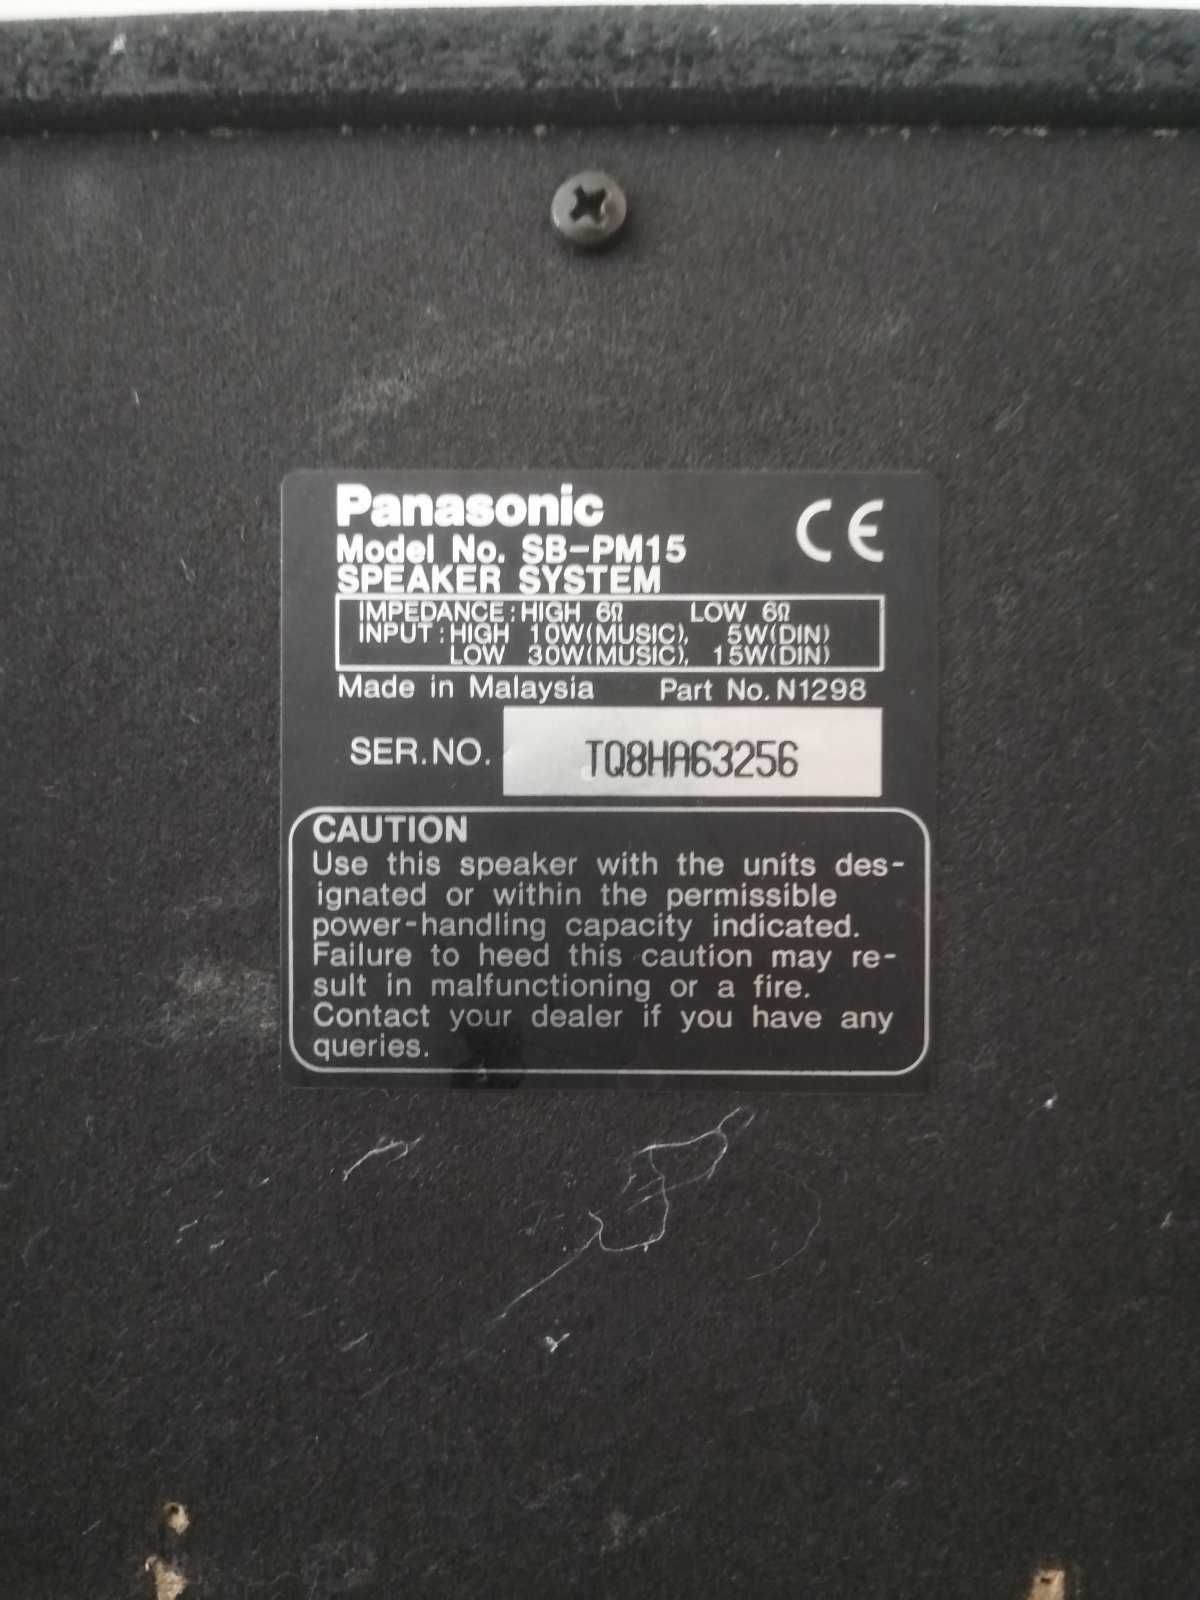 Panasonic
CE
Model No. SB-PM15
SPEAKER SYSTEM
IMPEDANCE : HIGH 6Ω LOW 6Ω
INPUT : HIGH 10W(MUSIC), 5W(DIN)
LOW 30W(MUSIC), 15W(DIN)
Made in Malaysia Part No. N1298
SER.NO. TQ8HA63256
CAUTION
Use this speaker with the units des-
ignated or within the permissible
power-handling capacity indicated.
Failure to heed this caution may re-
sult in malfunctioning or a fire.
Contact your dealer if you have any
queries.